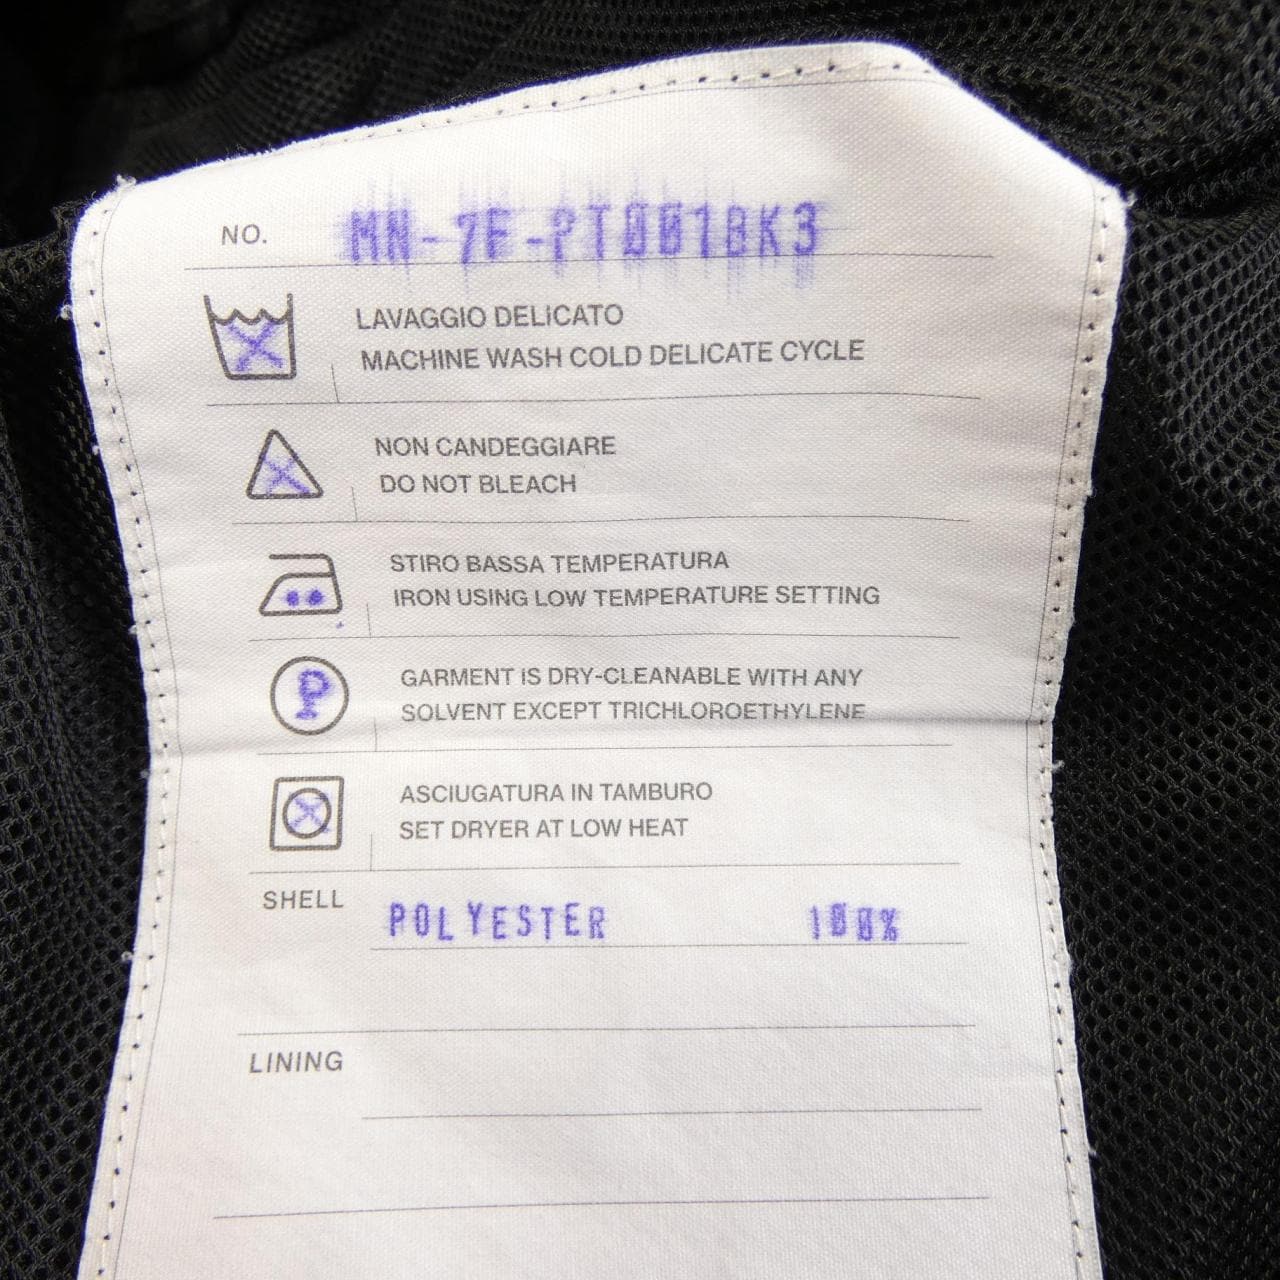 NO. MN-7F-PT001BK3
LAVAGGIO DELICATO
MACHINE WASH COLD DELICATE CYCLE
NON CANDEGGIARE
DO NOT BLEACH
STIRO BASSA TEMPERATURA
IRON USING LOW TEMPERATURE SETTING
P
GARMENT IS DRY-CLEANABLE WITH ANY
SOLVENT EXCEPT TRICHLOROETHYLENE
ASCIUGATURA IN TAMBURO
SET DRYER AT LOW HEAT
SHELL POLYESTER 100%
LINING